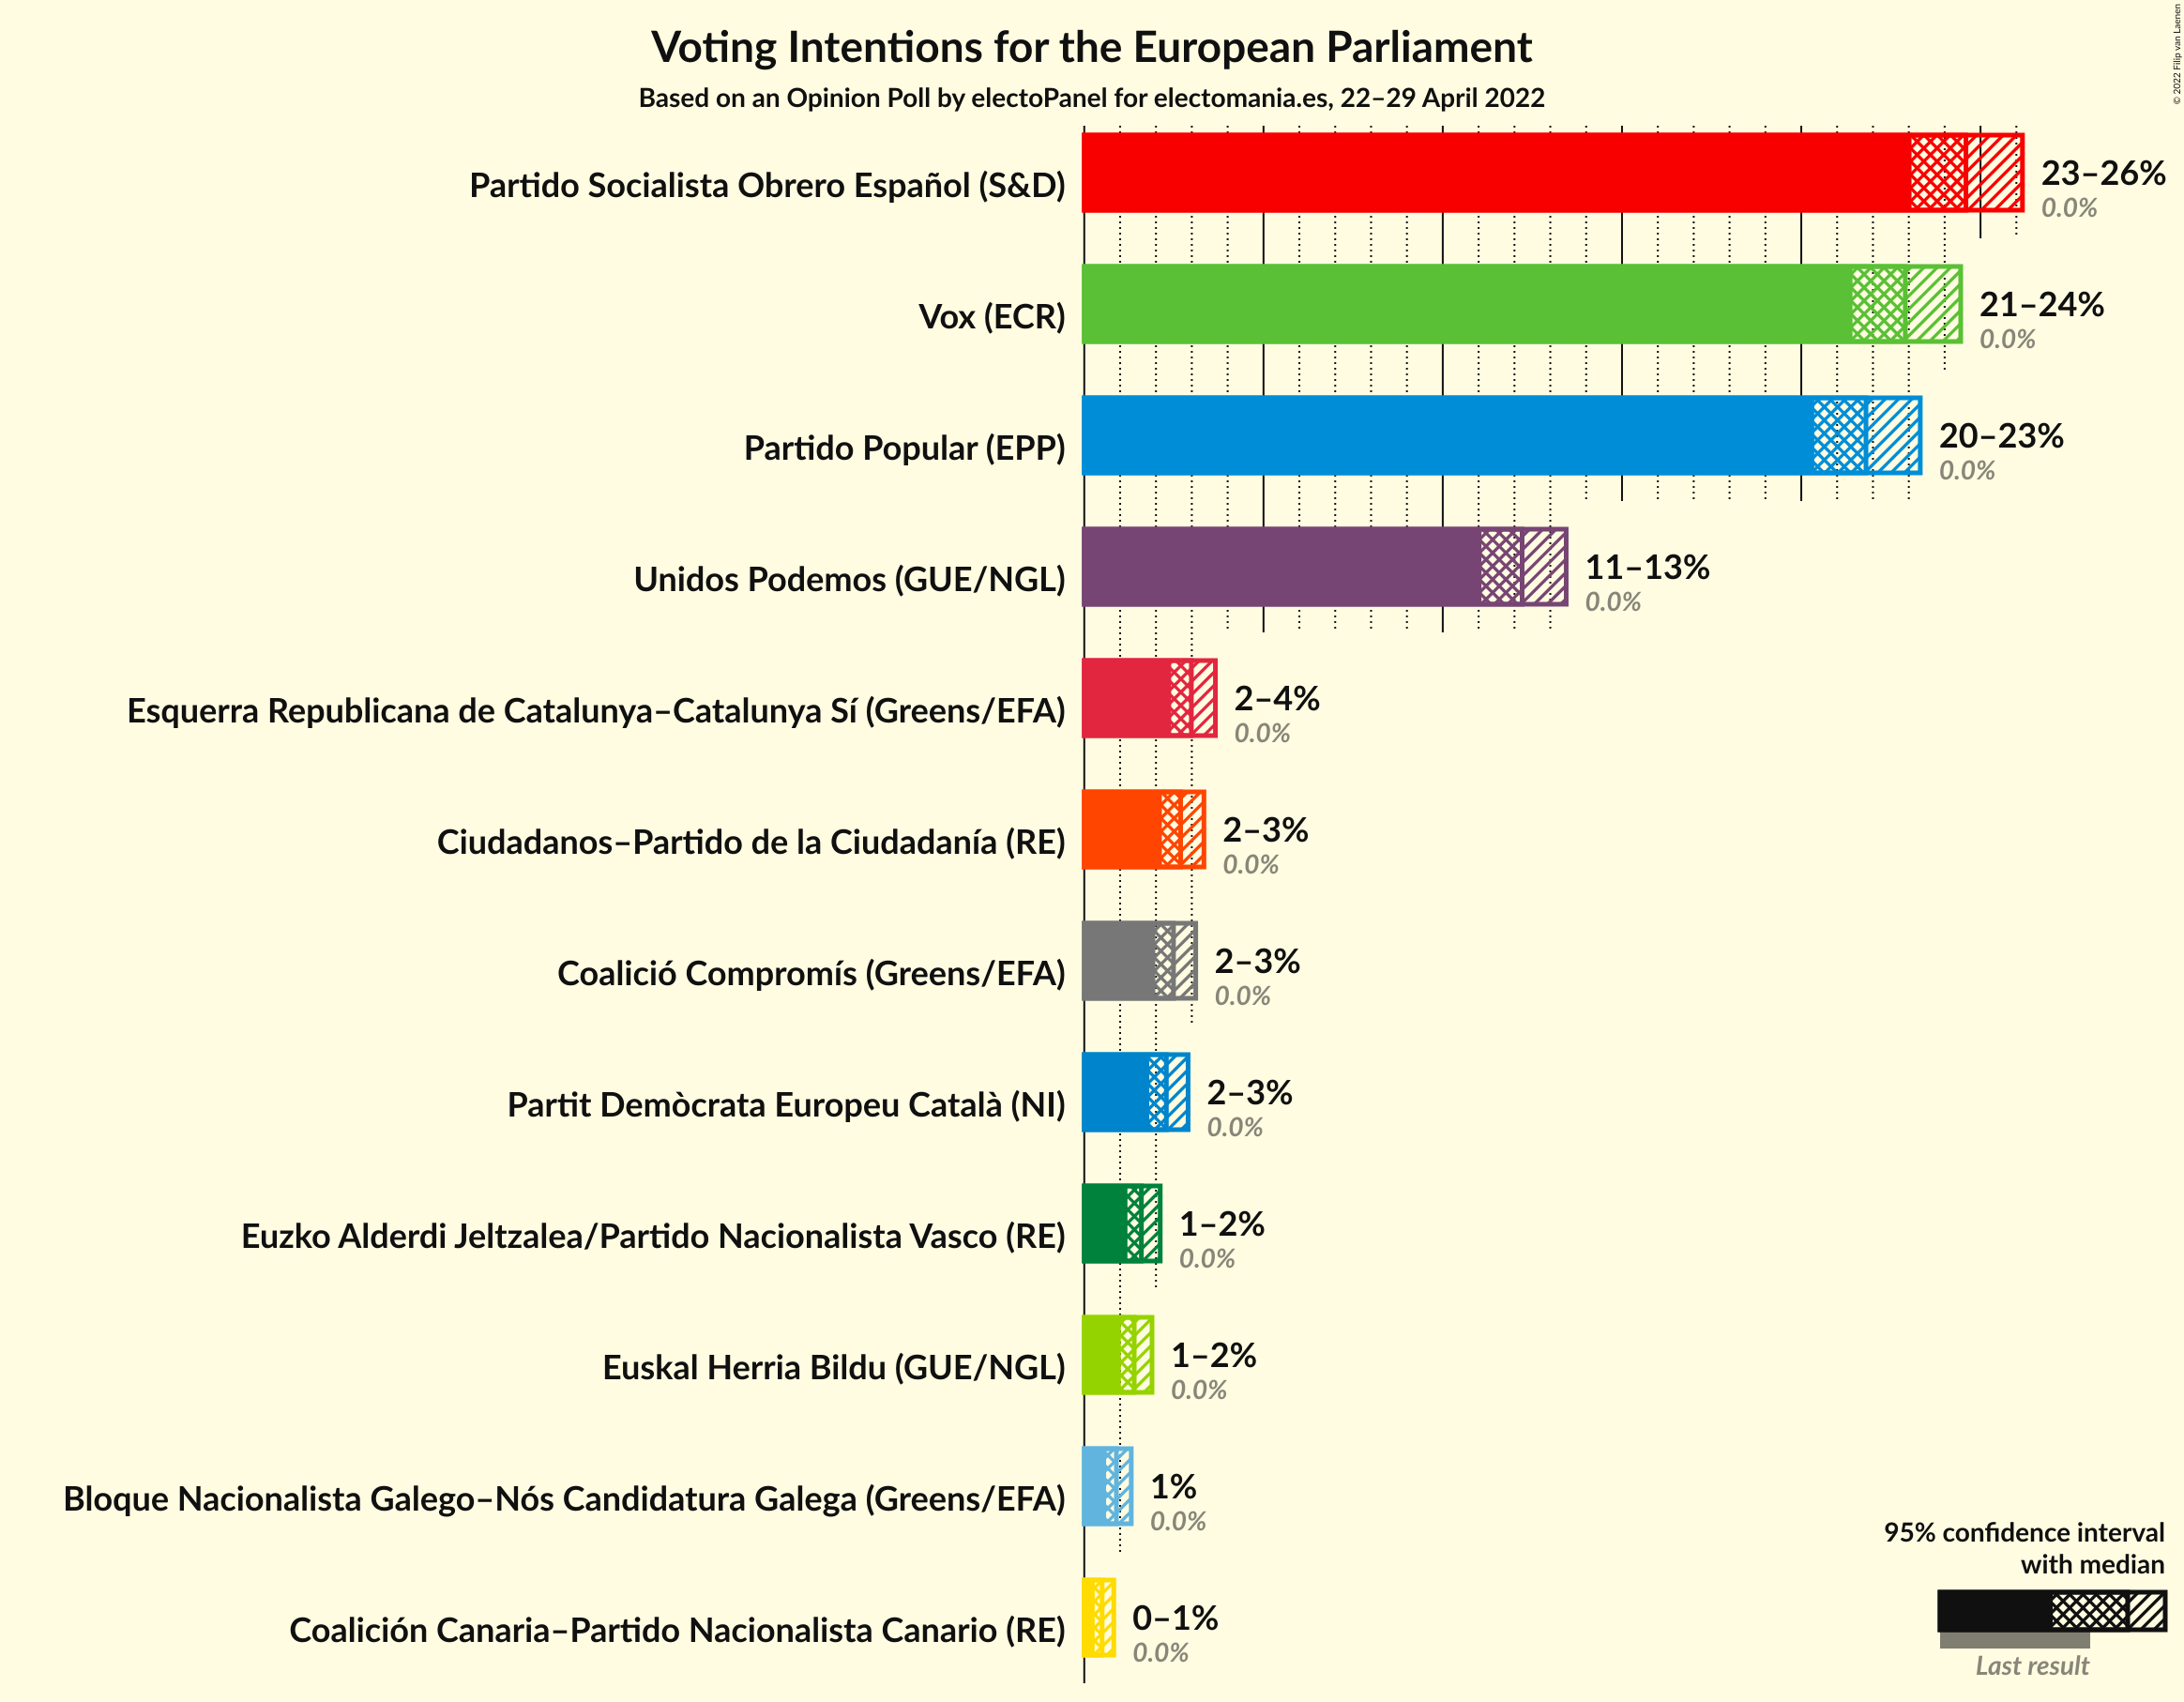 Voting Intentions for the European Parliament
Based on an Opinion Poll by electoPanel for electomania.es, 22–29 April 2022
© 2022 Filip van Laenen
Partido Socialista Obrero Español (S&D)
23–26%
0.0%
Vox (ECR)
21–24%
0.0%
Partido Popular (EPP)
20–23%
0.0%
Unidos Podemos (GUE/NGL)
11–13%
0.0%
Esquerra Republicana de Catalunya–Catalunya Sí (Greens/EFA)
2–4%
0.0%
Ciudadanos–Partido de la Ciudadanía (RE)
2–3%
0.0%
Coalició Compromís (Greens/EFA)
2–3%
0.0%
Partit Demòcrata Europeu Català (NI)
2–3%
0.0%
Euzko Alderdi Jeltzalea/Partido Nacionalista Vasco (RE)
1–2%
0.0%
Euskal Herria Bildu (GUE/NGL)
1–2%
0.0%
Bloque Nacionalista Galego–Nós Candidatura Galega (Greens/EFA)
1%
0.0%
Coalición Canaria–Partido Nacionalista Canario (RE)
0–1%
0.0%
95% confidence interval
with median
Last result